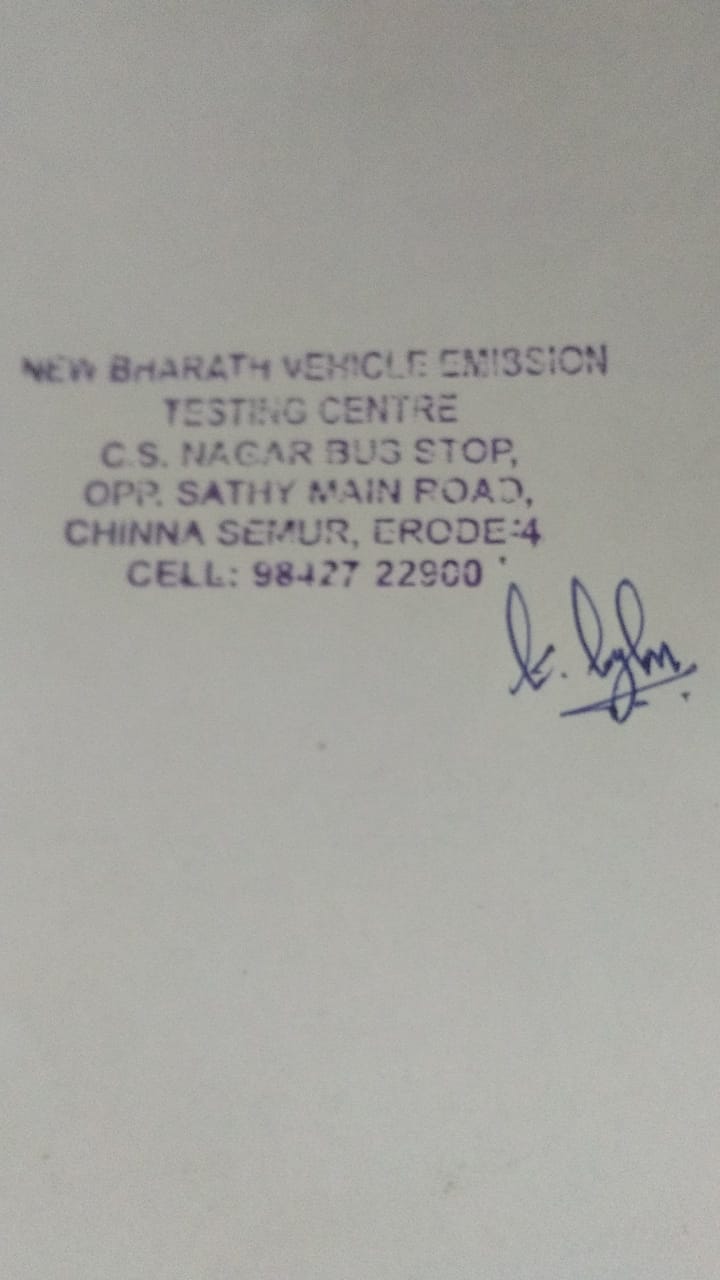 NEW BHARATH VEHICLE EMISSION
TESTING CENTRE
C.S. NAGAR BUS STOP,
OPP. SATHY MAIN ROAD,
CHINNA SEMUR, ERODE-4
CELL: 98427 22900